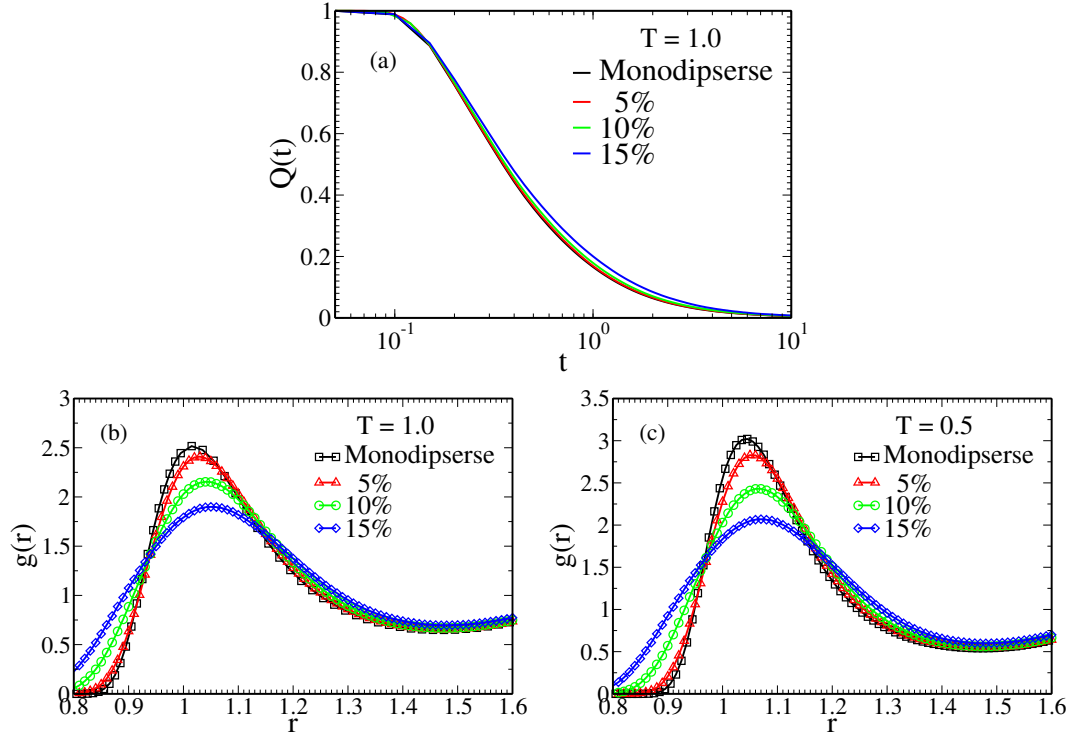 1
0.8
0.6
0.4
0.2
0
Q(t)
(a)
T = 1.0
Monodipserse
5%
10%
15%
10⁻¹ 10⁰ 10¹
t
3
2.5
2
1.5
1
0.5
0
g(r)
(b)
T = 1.0
Monodipserse
5%
10%
15%
0.8 0.9 1 1.1 1.2 1.3 1.4 1.5 1.6
r
3.5
3
2.5
2
1.5
1
0.5
0
g(r)
(c)
T = 0.5
Monodipserse
5%
10%
15%
0.8 0.9 1 1.1 1.2 1.3 1.4 1.5 1.6
r